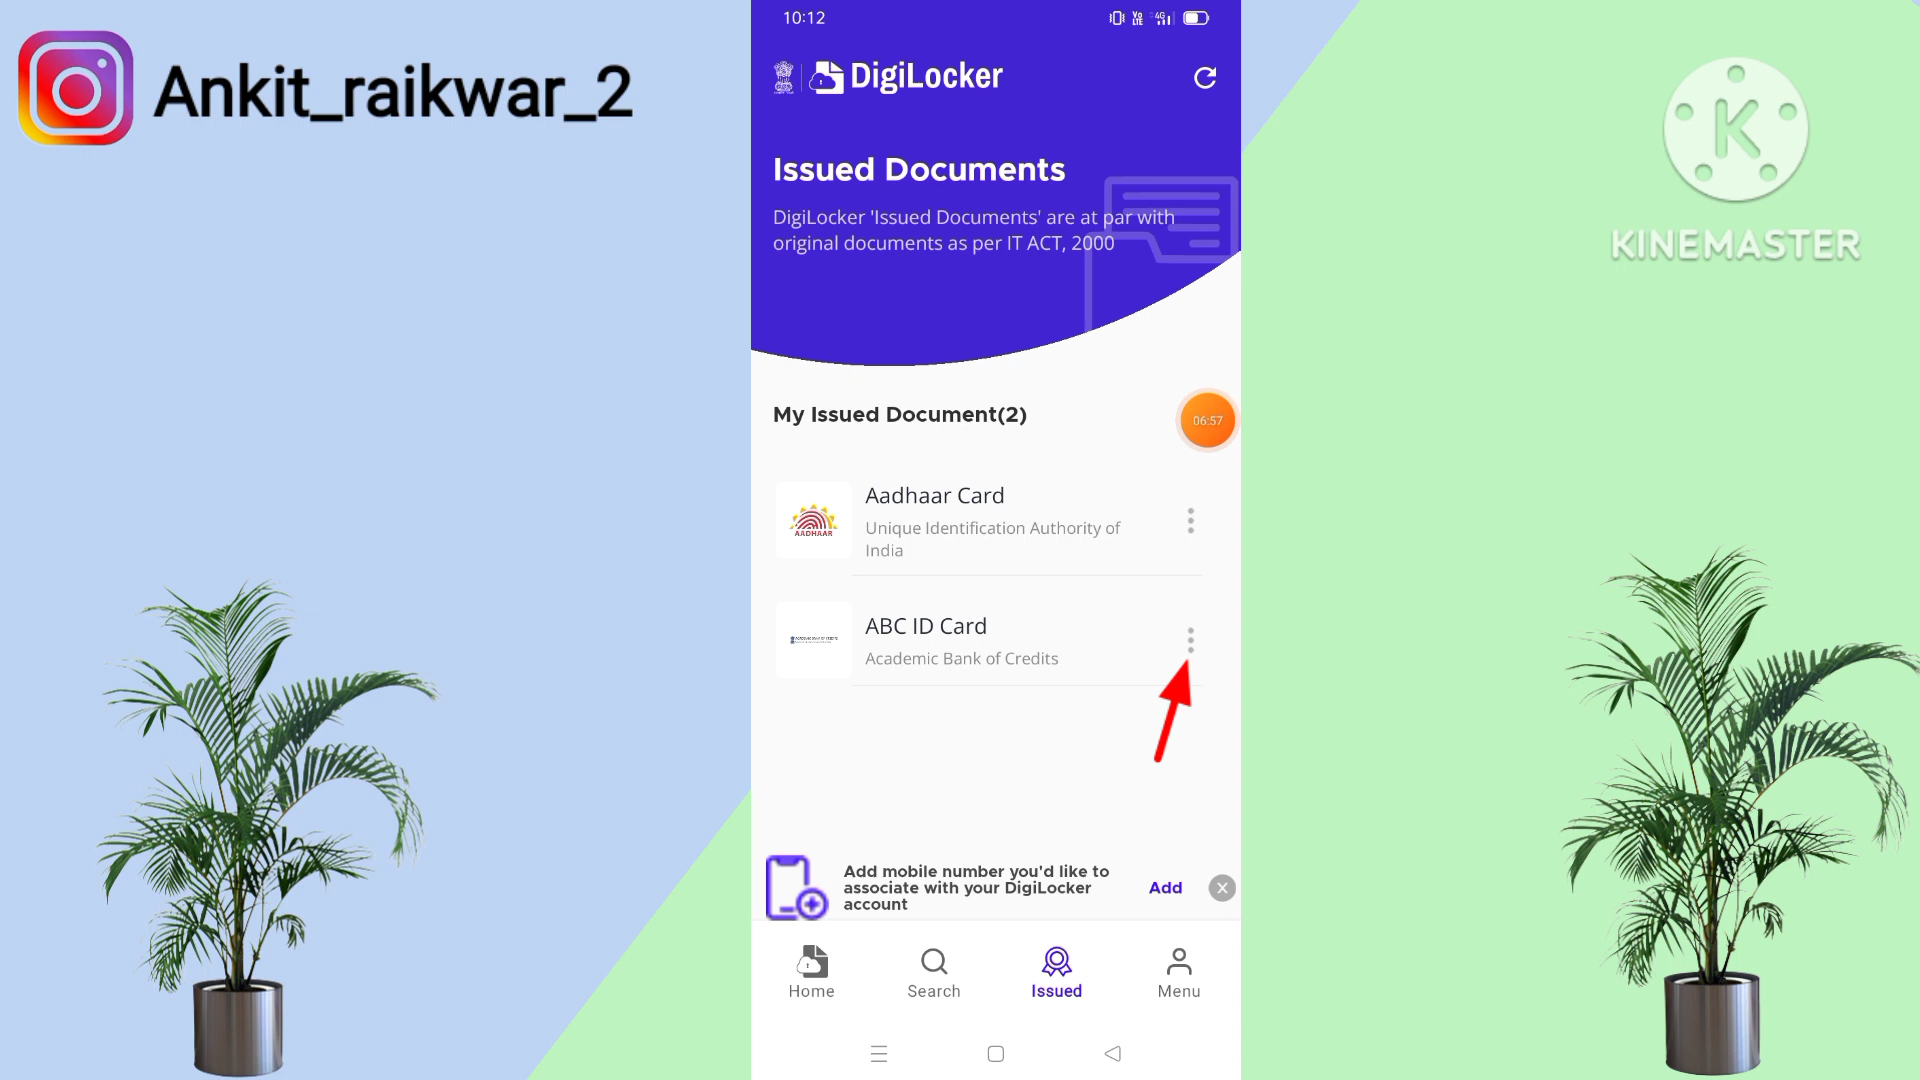 Ankit_raikwar_2
10:12
Vo
LTE
4G
DigiLocker
Issued Documents
DigiLocker 'Issued Documents' are at par with
original documents as per IT ACT, 2000
My Issued Document(2)
06:57
AADHAAR
Aadhaar Card
Unique Identification Authority of
India
ABC ID Card
Academic Bank of Credits
Add mobile number you'd like to
associate with your DigiLocker
account
Add
Home
Search
Issued
Menu
K
KINEMASTER